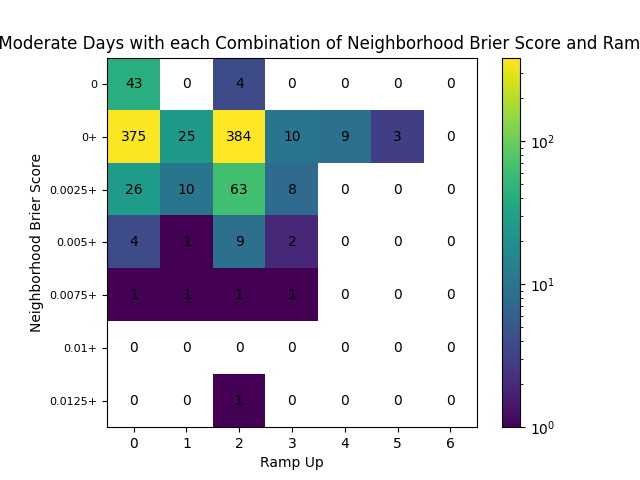 Moderate Days with each Combination of Neighborhood Brier Score and Ram
Neighborhood Brier Score
0 43 0 4 0 0 0 0
0+ 375 25 384 10 9 3 0
0.0025+ 26 10 63 8 0 0 0
0.005+ 4 1 9 2 0 0 0
0.0075+ 1 1 1 1 0 0 0
0.01+ 0 0 0 0 0 0 0
0.0125+ 0 0 1 0 0 0 0
0 1 2 3 4 5 6
Ramp Up
10²
10¹
10⁰